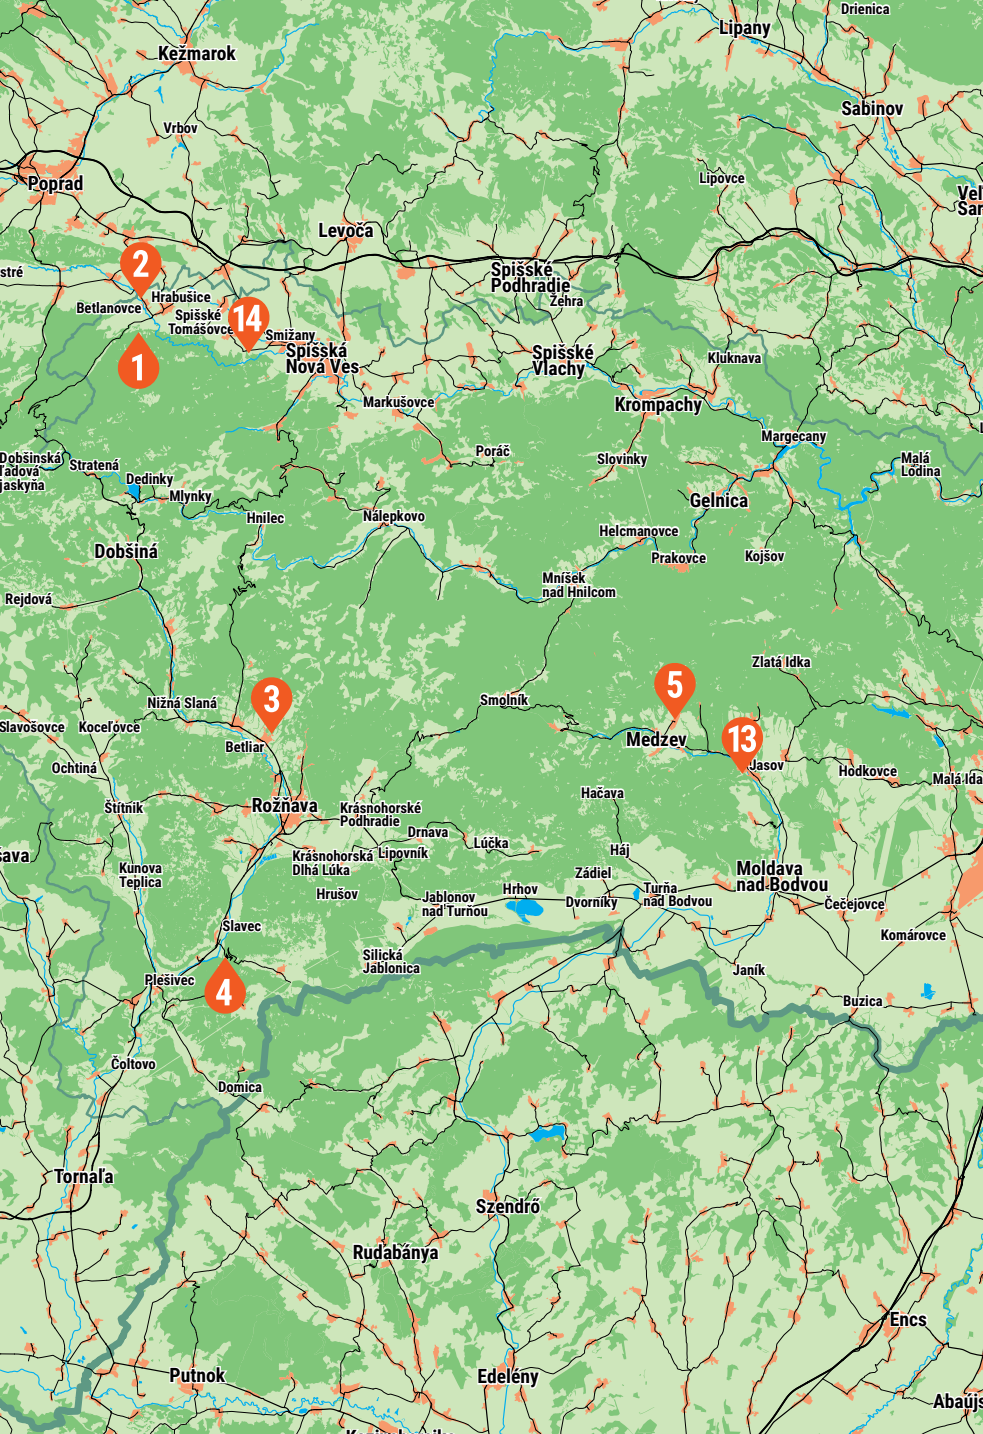 Drienica
Lipany
Kežmarok
Sabinov
Vrbov
Lipovce
Poprad
Levoča
2
Spišské
Podhradie
Žehra
Hrabušice
Betlanovce
Spišské
Tomášovce
14
Smižany
Spišská
Nová Ves
1
Spišské
Vlachy
Kluknava
Markušovce
Krompachy
Margecany
Poráč
Slovinky
Malá
Lodina
Dobšinská
ľadová
jaskyňa
Stratená
Dedinky
Mlynky
Gelnica
Hnilec
Nálepkovo
Helcmanovce
Dobšiná
Prakovce
Kojšov
Mníšek
nad Hnilcom
Rejdová
Zlatá Idka
3
5
Nižná Slaná
Smolník
Slavošovce
Koceľovce
Betliar
Medzev
13
Jasov
Ochtiná
Hodkovce
Malá Ida
Hačava
Štítnik
Rožňava
Krásnohorské
Podhradie
Drnava
Lúčka
Háj
Krásnohorská
Dlhá Lúka
Lipovník
Kunova
Teplica
Zádiel
Moldava
nad Bodvou
Hrušov
Jablonov
nad Turňou
Hrhov
Dvorníky
Turňa
nad Bodvou
Čečejovce
Slavec
Komárovce
Silická
Jablonica
Janík
Plešivec
4
Buzica
Čoltovo
Domica
Tornaľa
Szendrő
Rudabánya
Encs
Putnok
Edelény